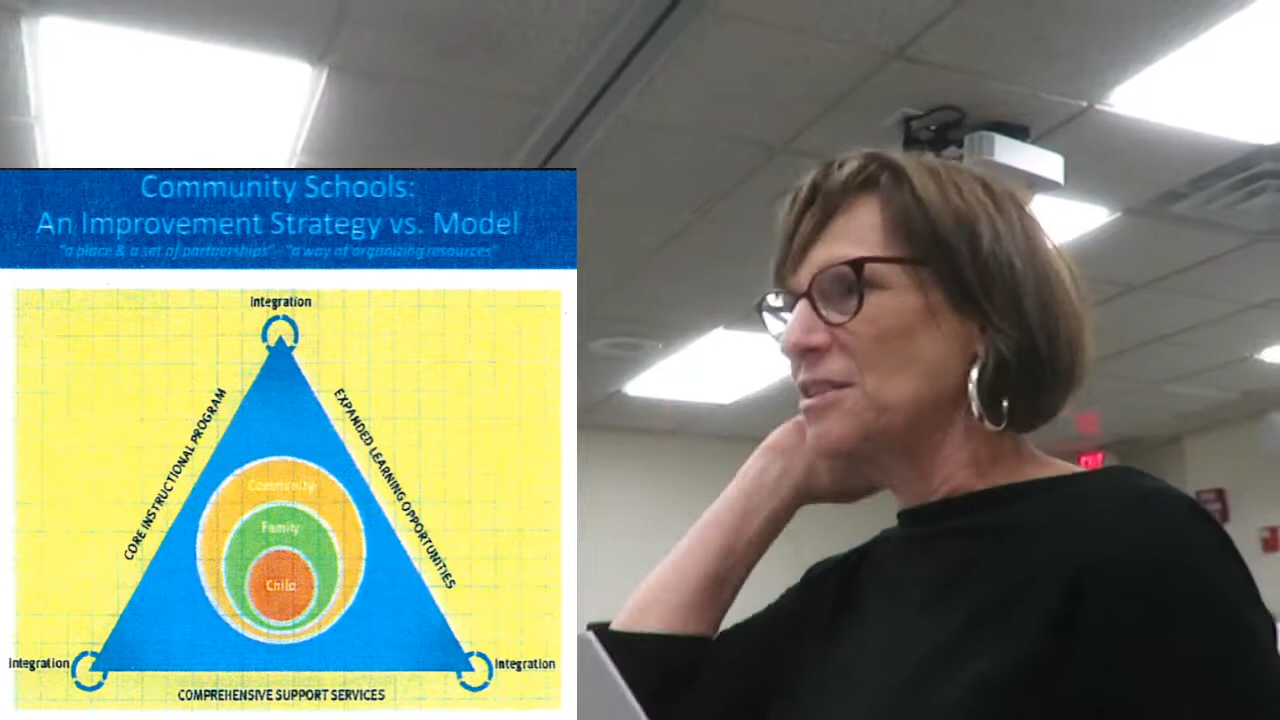 Community Schools:
An Improvement Strategy vs. Model
"a place & a set of partnerships" "a way of organizing resources"
Integration
CORE INSTRUCTIONAL PROGRAM
EXPANDED LEARNING OPPORTUNITIES
Community
Family
Child
Integration
Integration
COMPREHENSIVE SUPPORT SERVICES
EXIT